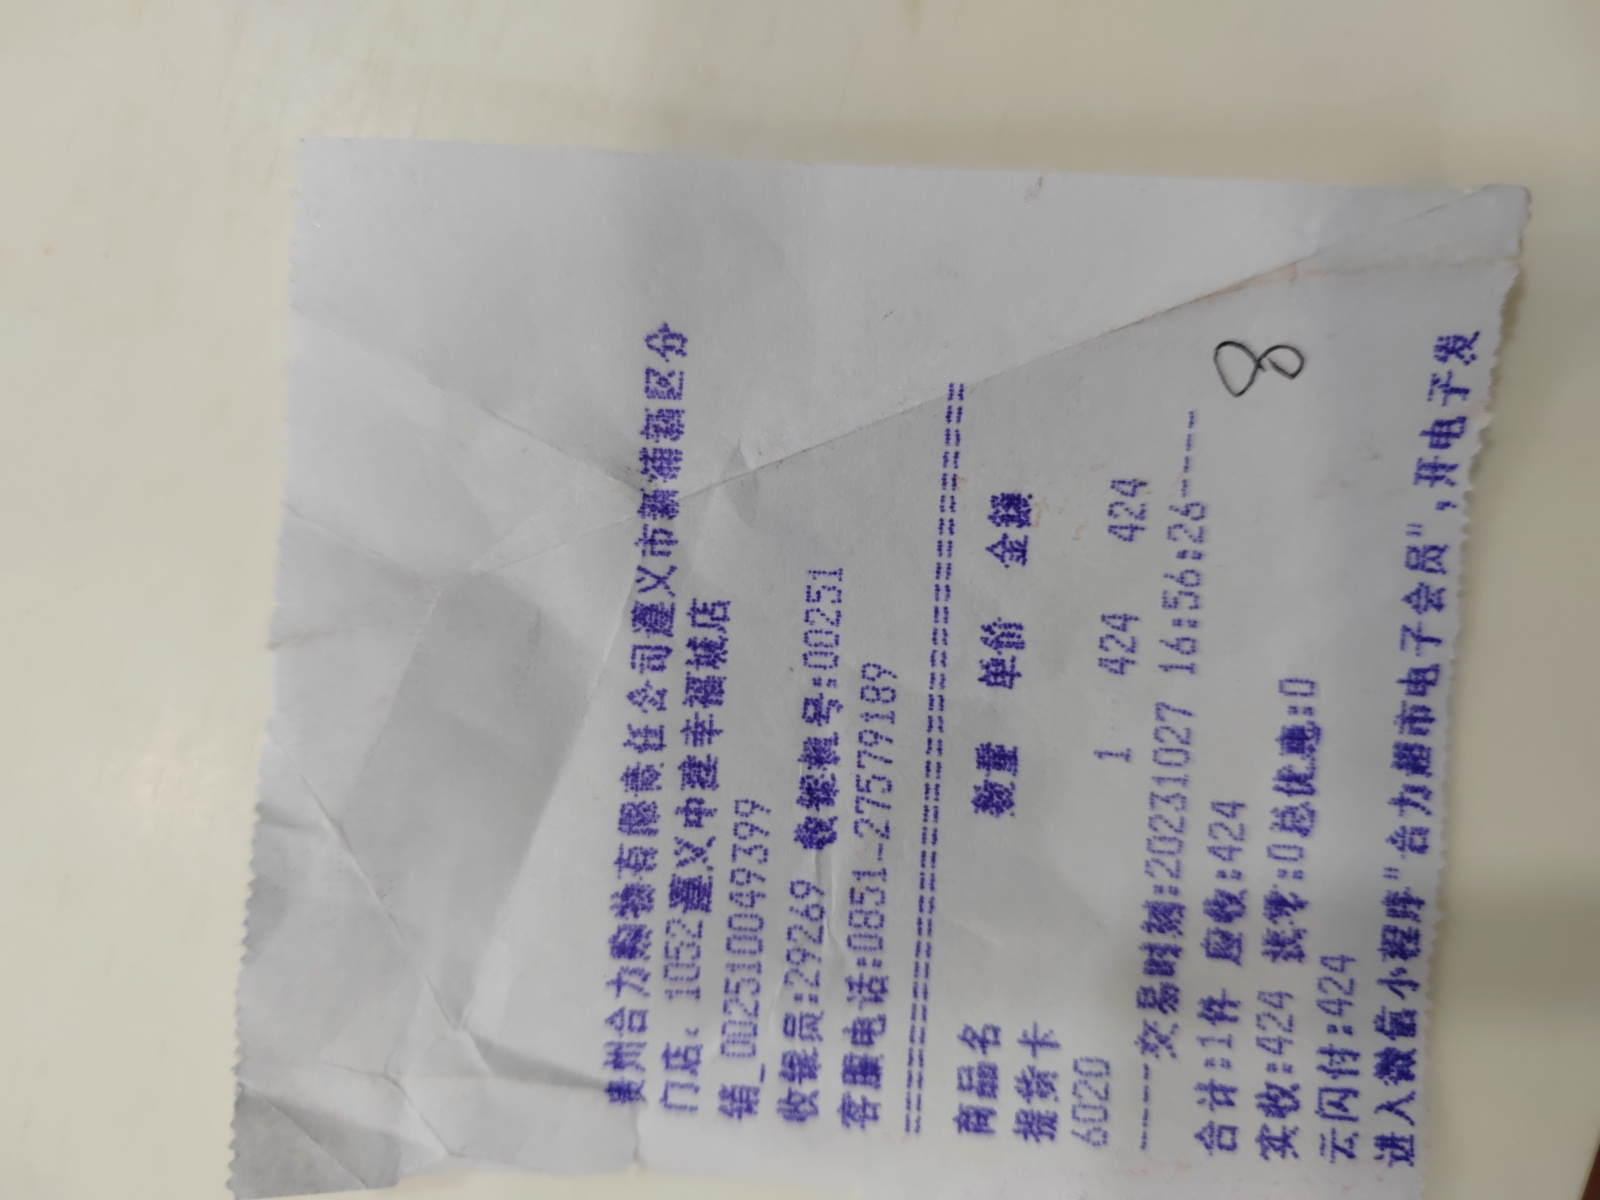 贵州合力购物有限责任公司遵义市新蒲新区分
门店: 1052遵义中建幸福城店
销_002510049399
收银员:29269 收银机号:00251
客服电话:0851-27579189
================================
商品名 数量 单价 金额
提货卡
6020 1 424 424
----交易时刻:20231027 16:56:26----
合计:1件 应收:424
实收:424 找零:0总优惠:0
云闪付:424
8
进入微信小程序"合力超市电子会员",开电子发